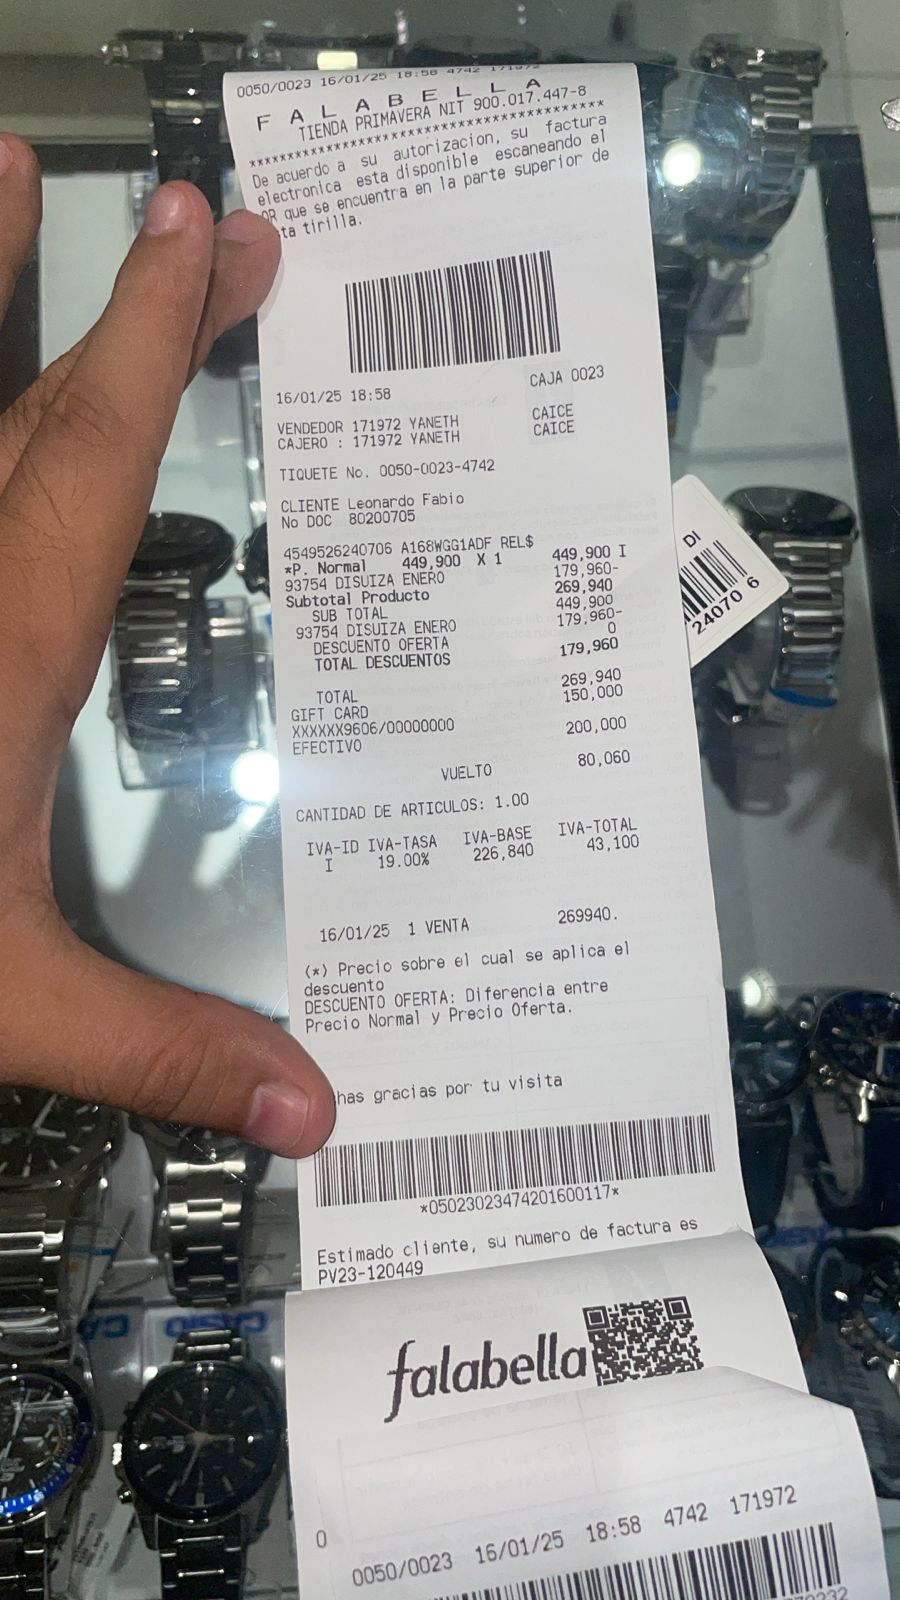 0050/0023 16/01/25 18:58 4742 171972
F A L A B E L L A
TIENDA PRIMAVERA NIT 900.017.447-8
****************************************
De acuerdo a su autorizacion, su factura
electronica esta disponible escaneando el
QR que se encuentra en la parte superior de
tirilla.
16/01/25 18:58 CAJA 0023
VENDEDOR 171972 YANETH CAICE
CAJERO : 171972 YANETH CAICE
TIQUETE No. 0050-0023-4742
CLIENTE Leonardo Fabio
No DOC 80200705
4549526240706 A168WGG1ADF REL$
*P. Normal 449,900 X 1 449,900 I
93754 DISUIZA ENERO 179,960-
Subtotal Producto 269,940
SUB TOTAL 449,900
93754 DISUIZA ENERO 179,960-
DESCUENTO OFERTA 0
TOTAL DESCUENTOS 179,960
TOTAL 269,940
GIFT CARD 150,000
XXXXXX9606/00000000
EFECTIVO 200,000
VUELTO 80,060
CANTIDAD DE ARTICULOS: 1.00
IVA-ID IVA-TASA IVA-BASE IVA-TOTAL
I 19.00% 226,840 43,100
16/01/25 1 VENTA 269940.
(*) Precio sobre el cual se aplica el
descuento
DESCUENTO OFERTA: Diferencia entre
Precio Normal y Precio Oferta.
gracias por tu visita
*05023023474201600117*
Estimado cliente, su numero de factura es
PV23-120449
falabella
0
0050/0023 16/01/25 18:58 4742 171972
DI
24070 6
CASIO